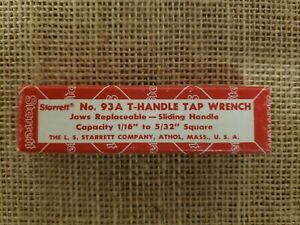 Starrett® No. 93A T-HANDLE TAP WRENCH
Jaws Replaceable — Sliding Handle
Capacity 1/16" to 5/32" Square
THE L. S. STARRETT COMPANY, ATHOL, MASS., U. S. A.
Starrett